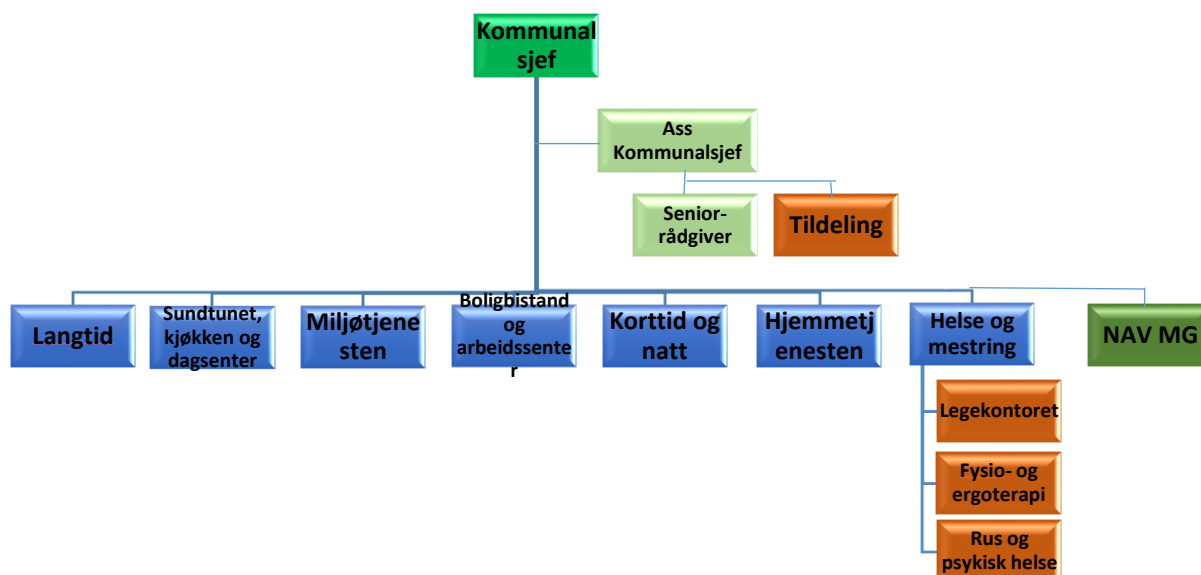 Kommunal
sjef
Ass
Kommunalsjef
Senior-
rådgiver
Tildeling
Langtid
Sundtunet,
kjøkken og
dagsenter
Miljøtjene
sten
Boligbistand
og
arbeidssente
r
Korttid og
natt
Hjemmetj
enesten
Helse og
mestring
NAV MG
Legekontoret
Fysio- og
ergoterapi
Rus og
psykisk helse